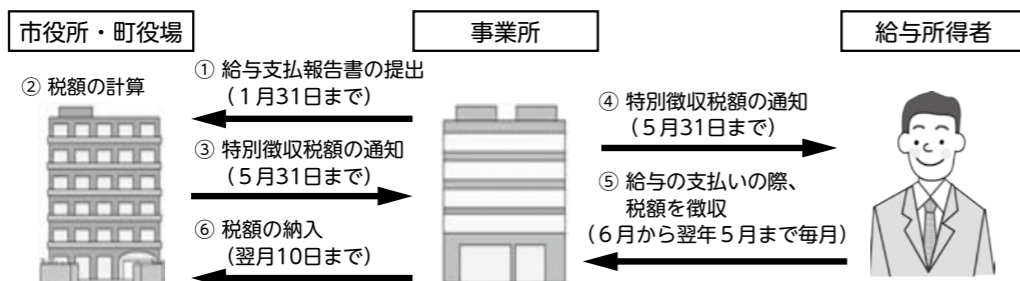 市役所・町役場
事業所
給与所得者
① 給与支払報告書の提出
（１月31日まで）
② 税額の計算
③ 特別徴収税額の通知
（５月31日まで）
④ 特別徴収税額の通知
（５月31日まで）
⑤ 給与の支払いの際、
税額を徴収
（６月から翌年５月まで毎月）
⑥ 税額の納入
（翌月10日まで）